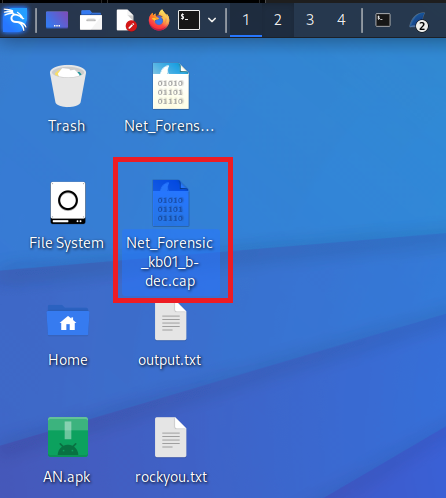 1 2 3 4
2
Trash
Net_Forens...
File System
Net_Forensic
_kb01_b-
dec.cap
Home
output.txt
AN.apk
rockyou.txt